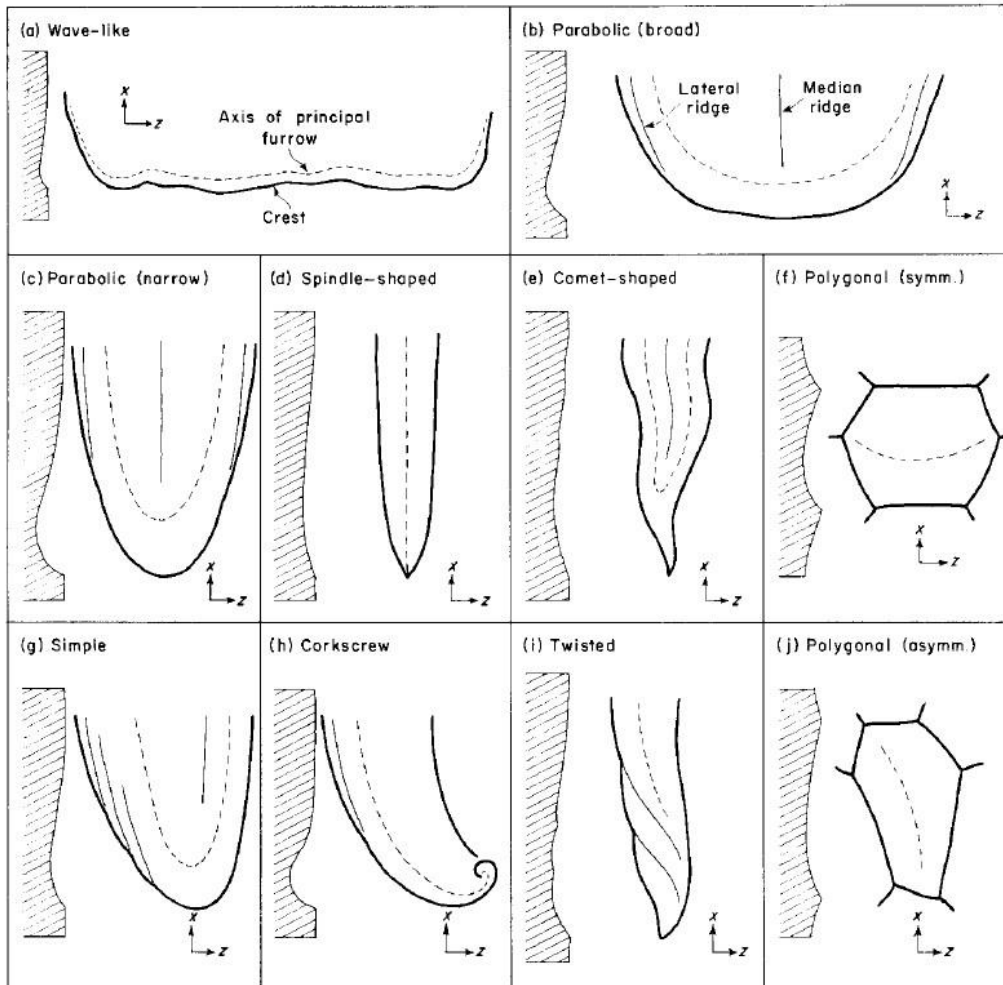 (a) Wave-like
x
z
Axis of principal
furrow
Crest
(b) Parabolic (broad)
Lateral
ridge
Median
ridge
x
z
(c) Parabolic (narrow)
x
z
(d) Spindle-shaped
x
z
(e) Comet-shaped
x
z
(f) Polygonal (symm.)
x
z
(g) Simple
x
z
(h) Corkscrew
x
z
(i) Twisted
x
z
(j) Polygonal (asymm.)
x
z